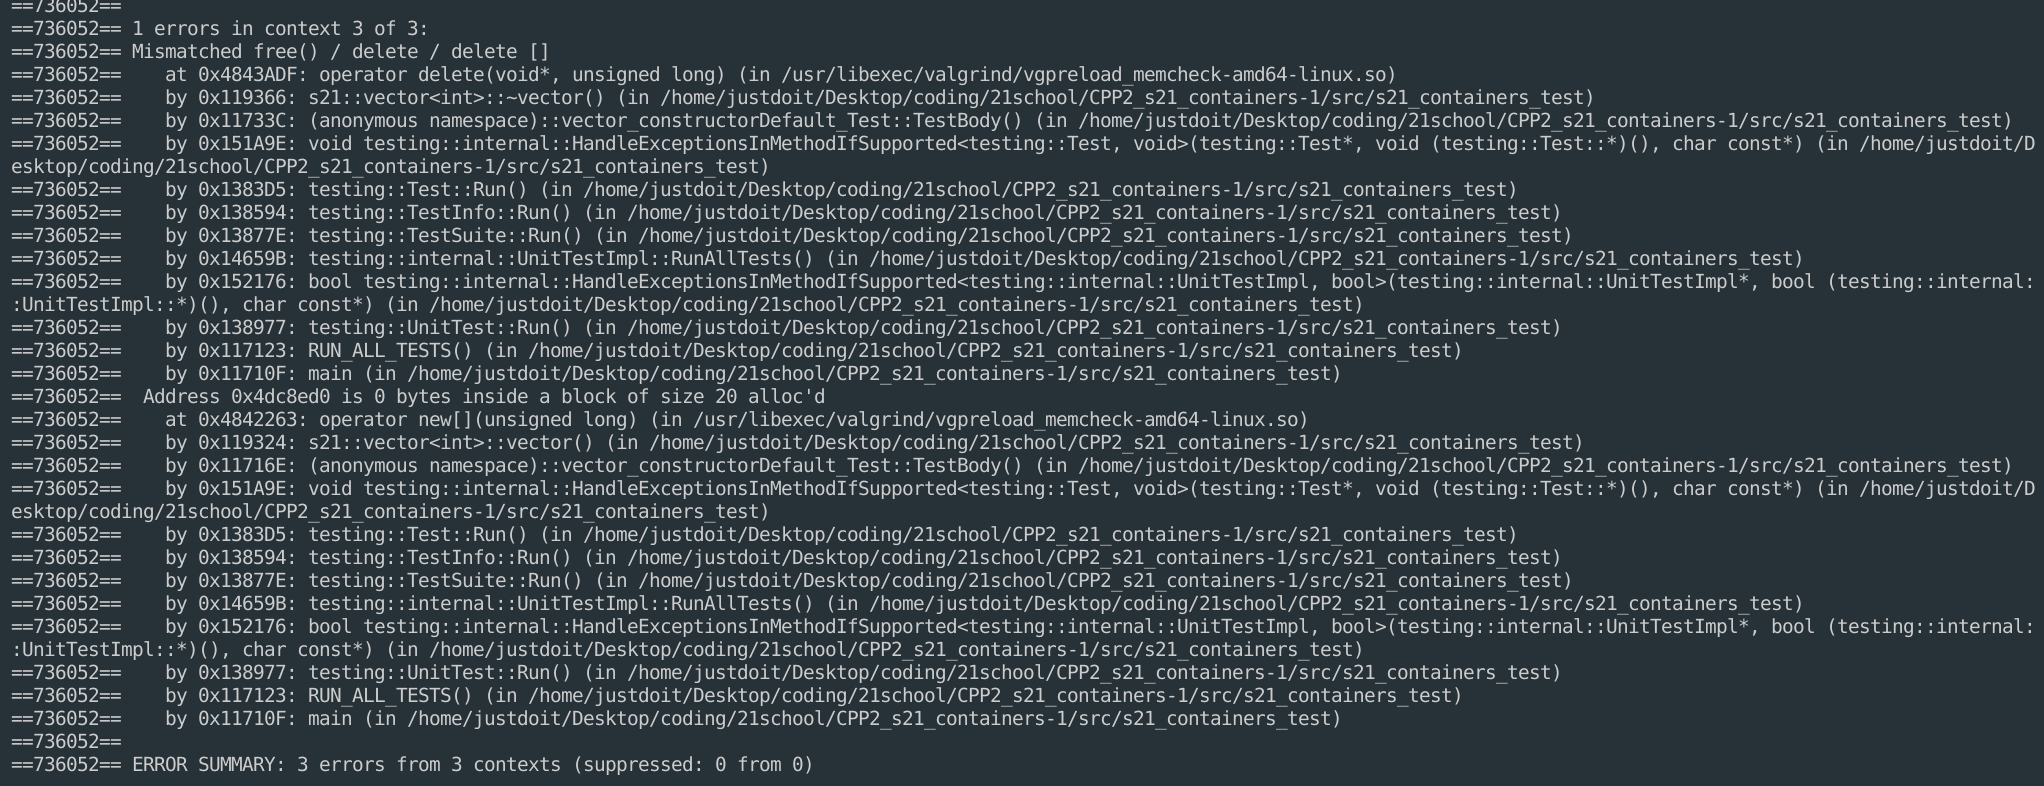 ==736052==
==736052== 1 errors in context 3 of 3:
==736052== Mismatched free() / delete / delete []
==736052==    at 0x4843ADF: operator delete(void*, unsigned long) (in /usr/libexec/valgrind/vgpreload_memcheck-amd64-linux.so)
==736052==    by 0x119366: s21::vector<int>::~vector() (in /home/justdoit/Desktop/coding/21school/CPP2_s21_containers-1/src/s21_containers_test)
==736052==    by 0x11733C: (anonymous namespace)::vector_constructorDefault_Test::TestBody() (in /home/justdoit/Desktop/coding/21school/CPP2_s21_containers-1/src/s21_containers_test)
==736052==    by 0x151A9E: void testing::internal::HandleExceptionsInMethodIfSupported<testing::Test, void>(testing::Test*, void (testing::Test::*)(), char const*) (in /home/justdoit/D
esktop/coding/21school/CPP2_s21_containers-1/src/s21_containers_test)
==736052==    by 0x1383D5: testing::Test::Run() (in /home/justdoit/Desktop/coding/21school/CPP2_s21_containers-1/src/s21_containers_test)
==736052==    by 0x138594: testing::TestInfo::Run() (in /home/justdoit/Desktop/coding/21school/CPP2_s21_containers-1/src/s21_containers_test)
==736052==    by 0x13877E: testing::TestSuite::Run() (in /home/justdoit/Desktop/coding/21school/CPP2_s21_containers-1/src/s21_containers_test)
==736052==    by 0x14659B: testing::internal::UnitTestImpl::RunAllTests() (in /home/justdoit/Desktop/coding/21school/CPP2_s21_containers-1/src/s21_containers_test)
==736052==    by 0x152176: bool testing::internal::HandleExceptionsInMethodIfSupported<testing::internal::UnitTestImpl, bool>(testing::internal::UnitTestImpl*, bool (testing::internal:
:UnitTestImpl::*)(), char const*) (in /home/justdoit/Desktop/coding/21school/CPP2_s21_containers-1/src/s21_containers_test)
==736052==    by 0x138977: testing::UnitTest::Run() (in /home/justdoit/Desktop/coding/21school/CPP2_s21_containers-1/src/s21_containers_test)
==736052==    by 0x117123: RUN_ALL_TESTS() (in /home/justdoit/Desktop/coding/21school/CPP2_s21_containers-1/src/s21_containers_test)
==736052==    by 0x11710F: main (in /home/justdoit/Desktop/coding/21school/CPP2_s21_containers-1/src/s21_containers_test)
==736052==  Address 0x4dc8ed0 is 0 bytes inside a block of size 20 alloc'd
==736052==    at 0x4842263: operator new[](unsigned long) (in /usr/libexec/valgrind/vgpreload_memcheck-amd64-linux.so)
==736052==    by 0x119324: s21::vector<int>::vector() (in /home/justdoit/Desktop/coding/21school/CPP2_s21_containers-1/src/s21_containers_test)
==736052==    by 0x11716E: (anonymous namespace)::vector_constructorDefault_Test::TestBody() (in /home/justdoit/Desktop/coding/21school/CPP2_s21_containers-1/src/s21_containers_test)
==736052==    by 0x151A9E: void testing::internal::HandleExceptionsInMethodIfSupported<testing::Test, void>(testing::Test*, void (testing::Test::*)(), char const*) (in /home/justdoit/D
esktop/coding/21school/CPP2_s21_containers-1/src/s21_containers_test)
==736052==    by 0x1383D5: testing::Test::Run() (in /home/justdoit/Desktop/coding/21school/CPP2_s21_containers-1/src/s21_containers_test)
==736052==    by 0x138594: testing::TestInfo::Run() (in /home/justdoit/Desktop/coding/21school/CPP2_s21_containers-1/src/s21_containers_test)
==736052==    by 0x13877E: testing::TestSuite::Run() (in /home/justdoit/Desktop/coding/21school/CPP2_s21_containers-1/src/s21_containers_test)
==736052==    by 0x14659B: testing::internal::UnitTestImpl::RunAllTests() (in /home/justdoit/Desktop/coding/21school/CPP2_s21_containers-1/src/s21_containers_test)
==736052==    by 0x152176: bool testing::internal::HandleExceptionsInMethodIfSupported<testing::internal::UnitTestImpl, bool>(testing::internal::UnitTestImpl*, bool (testing::internal:
:UnitTestImpl::*)(), char const*) (in /home/justdoit/Desktop/coding/21school/CPP2_s21_containers-1/src/s21_containers_test)
==736052==    by 0x138977: testing::UnitTest::Run() (in /home/justdoit/Desktop/coding/21school/CPP2_s21_containers-1/src/s21_containers_test)
==736052==    by 0x117123: RUN_ALL_TESTS() (in /home/justdoit/Desktop/coding/21school/CPP2_s21_containers-1/src/s21_containers_test)
==736052==    by 0x11710F: main (in /home/justdoit/Desktop/coding/21school/CPP2_s21_containers-1/src/s21_containers_test)
==736052==
==736052== ERROR SUMMARY: 3 errors from 3 contexts (suppressed: 0 from 0)